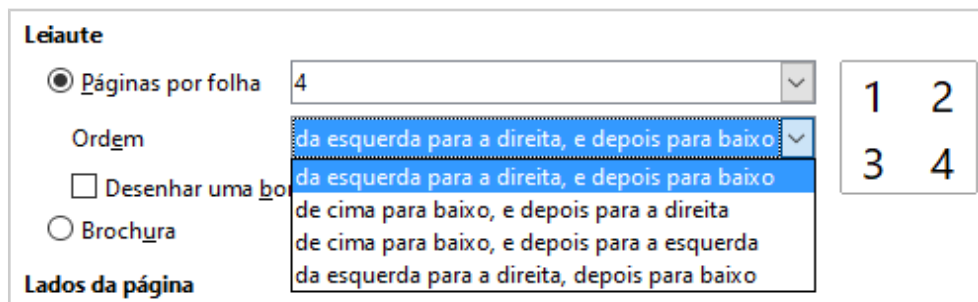 Leiaute
Páginas por folha 4
1 2
Ordem da esquerda para a direita, e depois para baixo
3 4
da esquerda para a direita, e depois para baixo
Desenhar uma
de cima para baixo, e depois para a direita
Brochura
de cima para baixo, e depois para a esquerda
da esquerda para a direita, depois para baixo
Lados da página